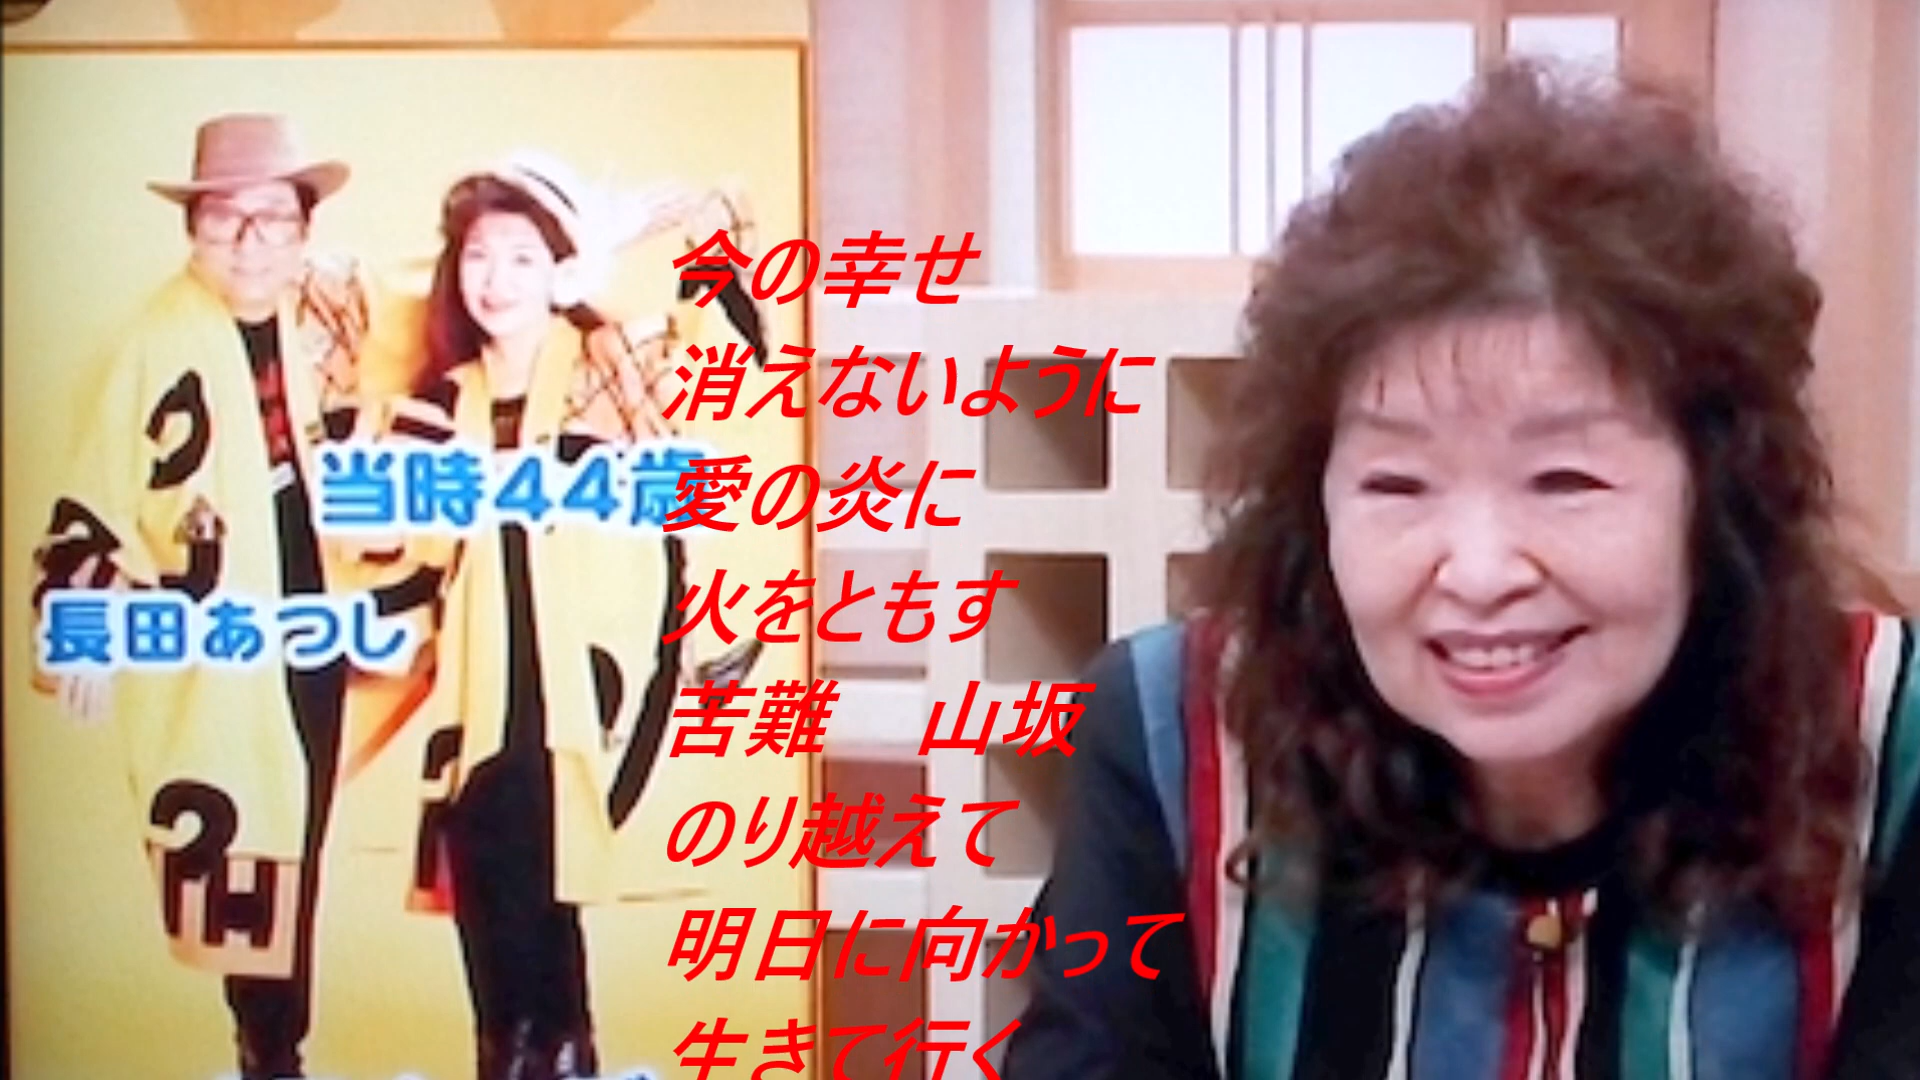 当時44歳
長田あつし
今の幸せ
消えないように
愛の炎に
火をともす
苦難　山坂
のり越えて
明日に向かって
生きて行く